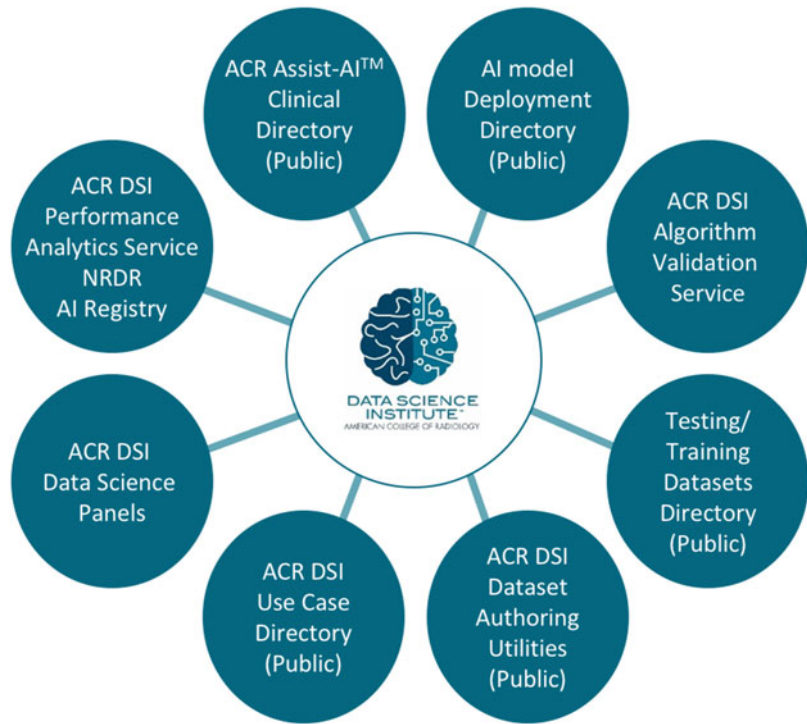 ACR Assist-AI™
Clinical
Directory
(Public)
AI model
Deployment
Directory
(Public)
ACR DSI
Performance
Analytics Service
NRDR
AI Registry
ACR DSI
Algorithm
Validation
Service
DATA SCIENCE
INSTITUTE™
AMERICAN COLLEGE OF RADIOLOGY
ACR DSI
Data Science
Panels
Testing/
Training
Datasets
Directory
(Public)
ACR DSI
Use Case
Directory
(Public)
ACR DSI
Dataset
Authoring
Utilities
(Public)